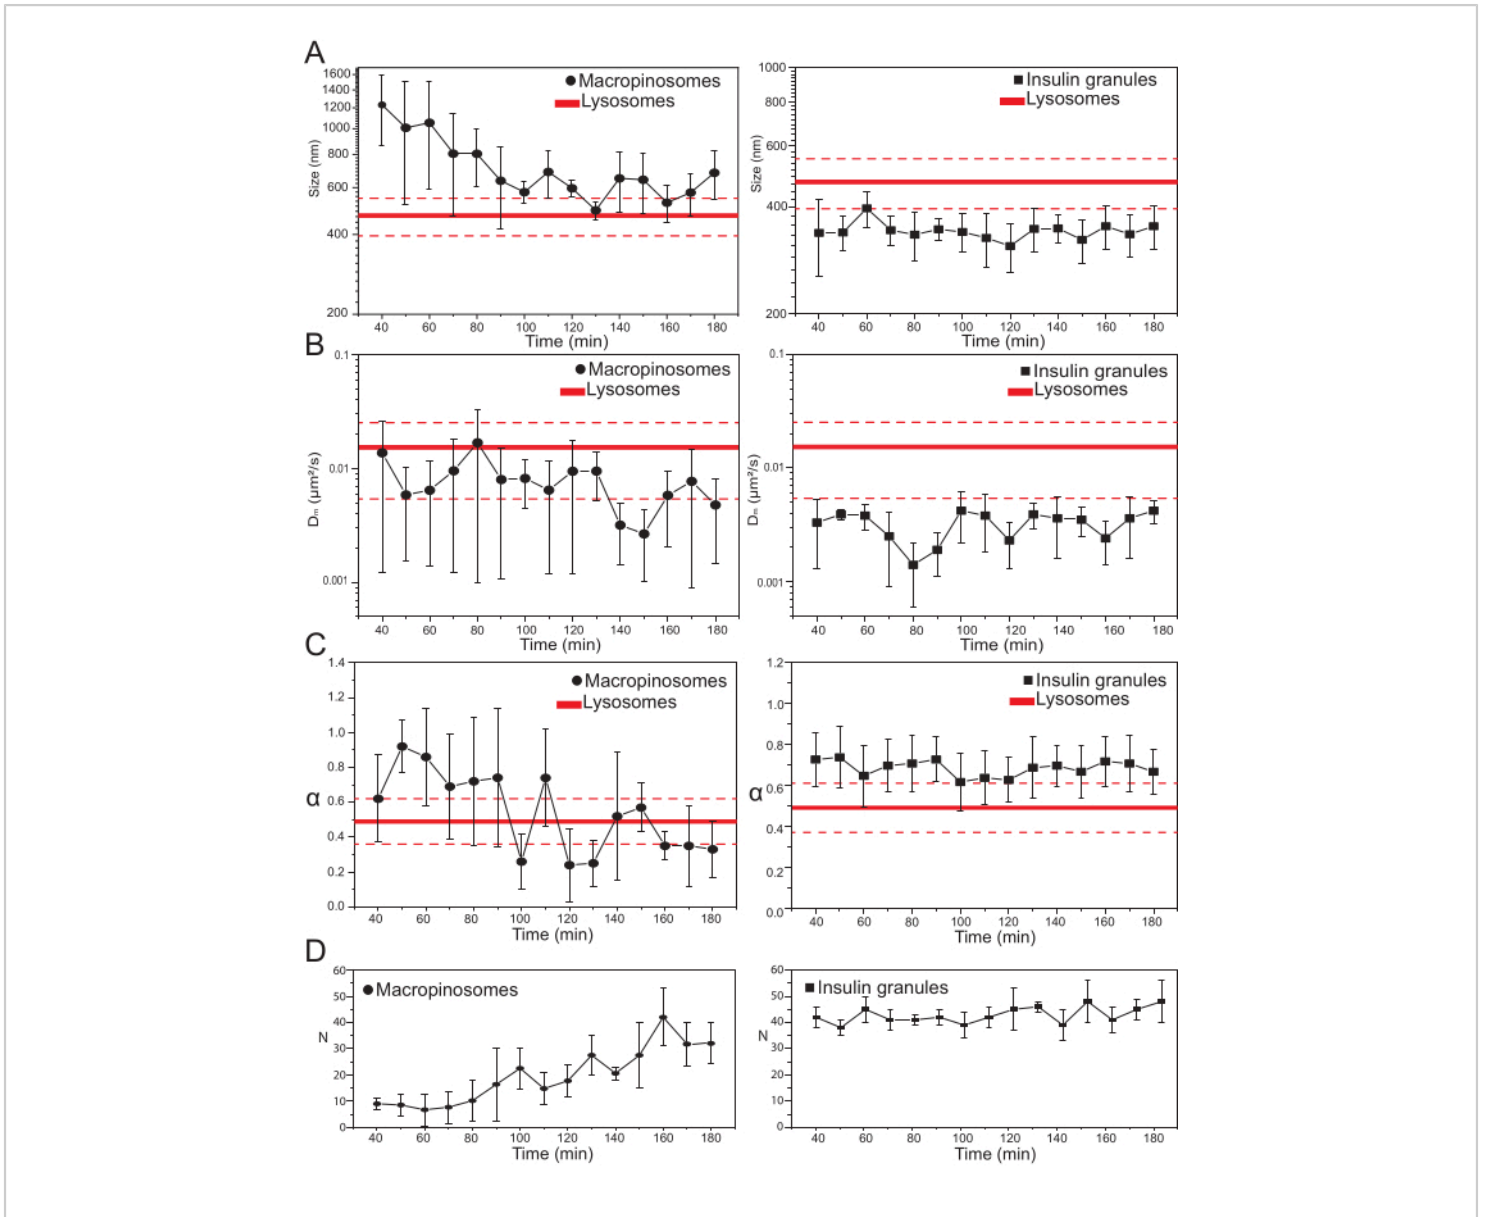 A
Macropinosomes
Lysosomes
Size (nm)
1600
1400
1200
1000
800
600
400
200
40 60 80 100 120 140 160 180
Time (min)
Insulin granules
Lysosomes
Size (nm)
1000
800
600
400
200
40 60 80 100 120 140 160 180
Time (min)
B
Macropinosomes
Lysosomes
Dₘ (µm²/s)
0.1
0.01
0.001
40 60 80 100 120 140 160 180
Time (min)
Insulin granules
Lysosomes
Dₘ (µm²/s)
0.1
0.01
0.001
40 60 80 100 120 140 160 180
Time (min)
C
Macropinosomes
Lysosomes
α
1.4
1.2
1.0
0.8
0.6
0.4
0.2
0.0
40 60 80 100 120 140 160 180
Time (min)
Insulin granules
Lysosomes
α
1.2
1.0
0.8
0.6
0.4
0.2
0.0
40 60 80 100 120 140 160 180
Time (min)
D
Macropinosomes
N
60
50
40
30
20
10
0
40 60 80 100 120 140 160 180
Time (min)
Insulin granules
N
60
50
40
30
20
10
0
40 60 80 100 120 140 160 180
Time (min)